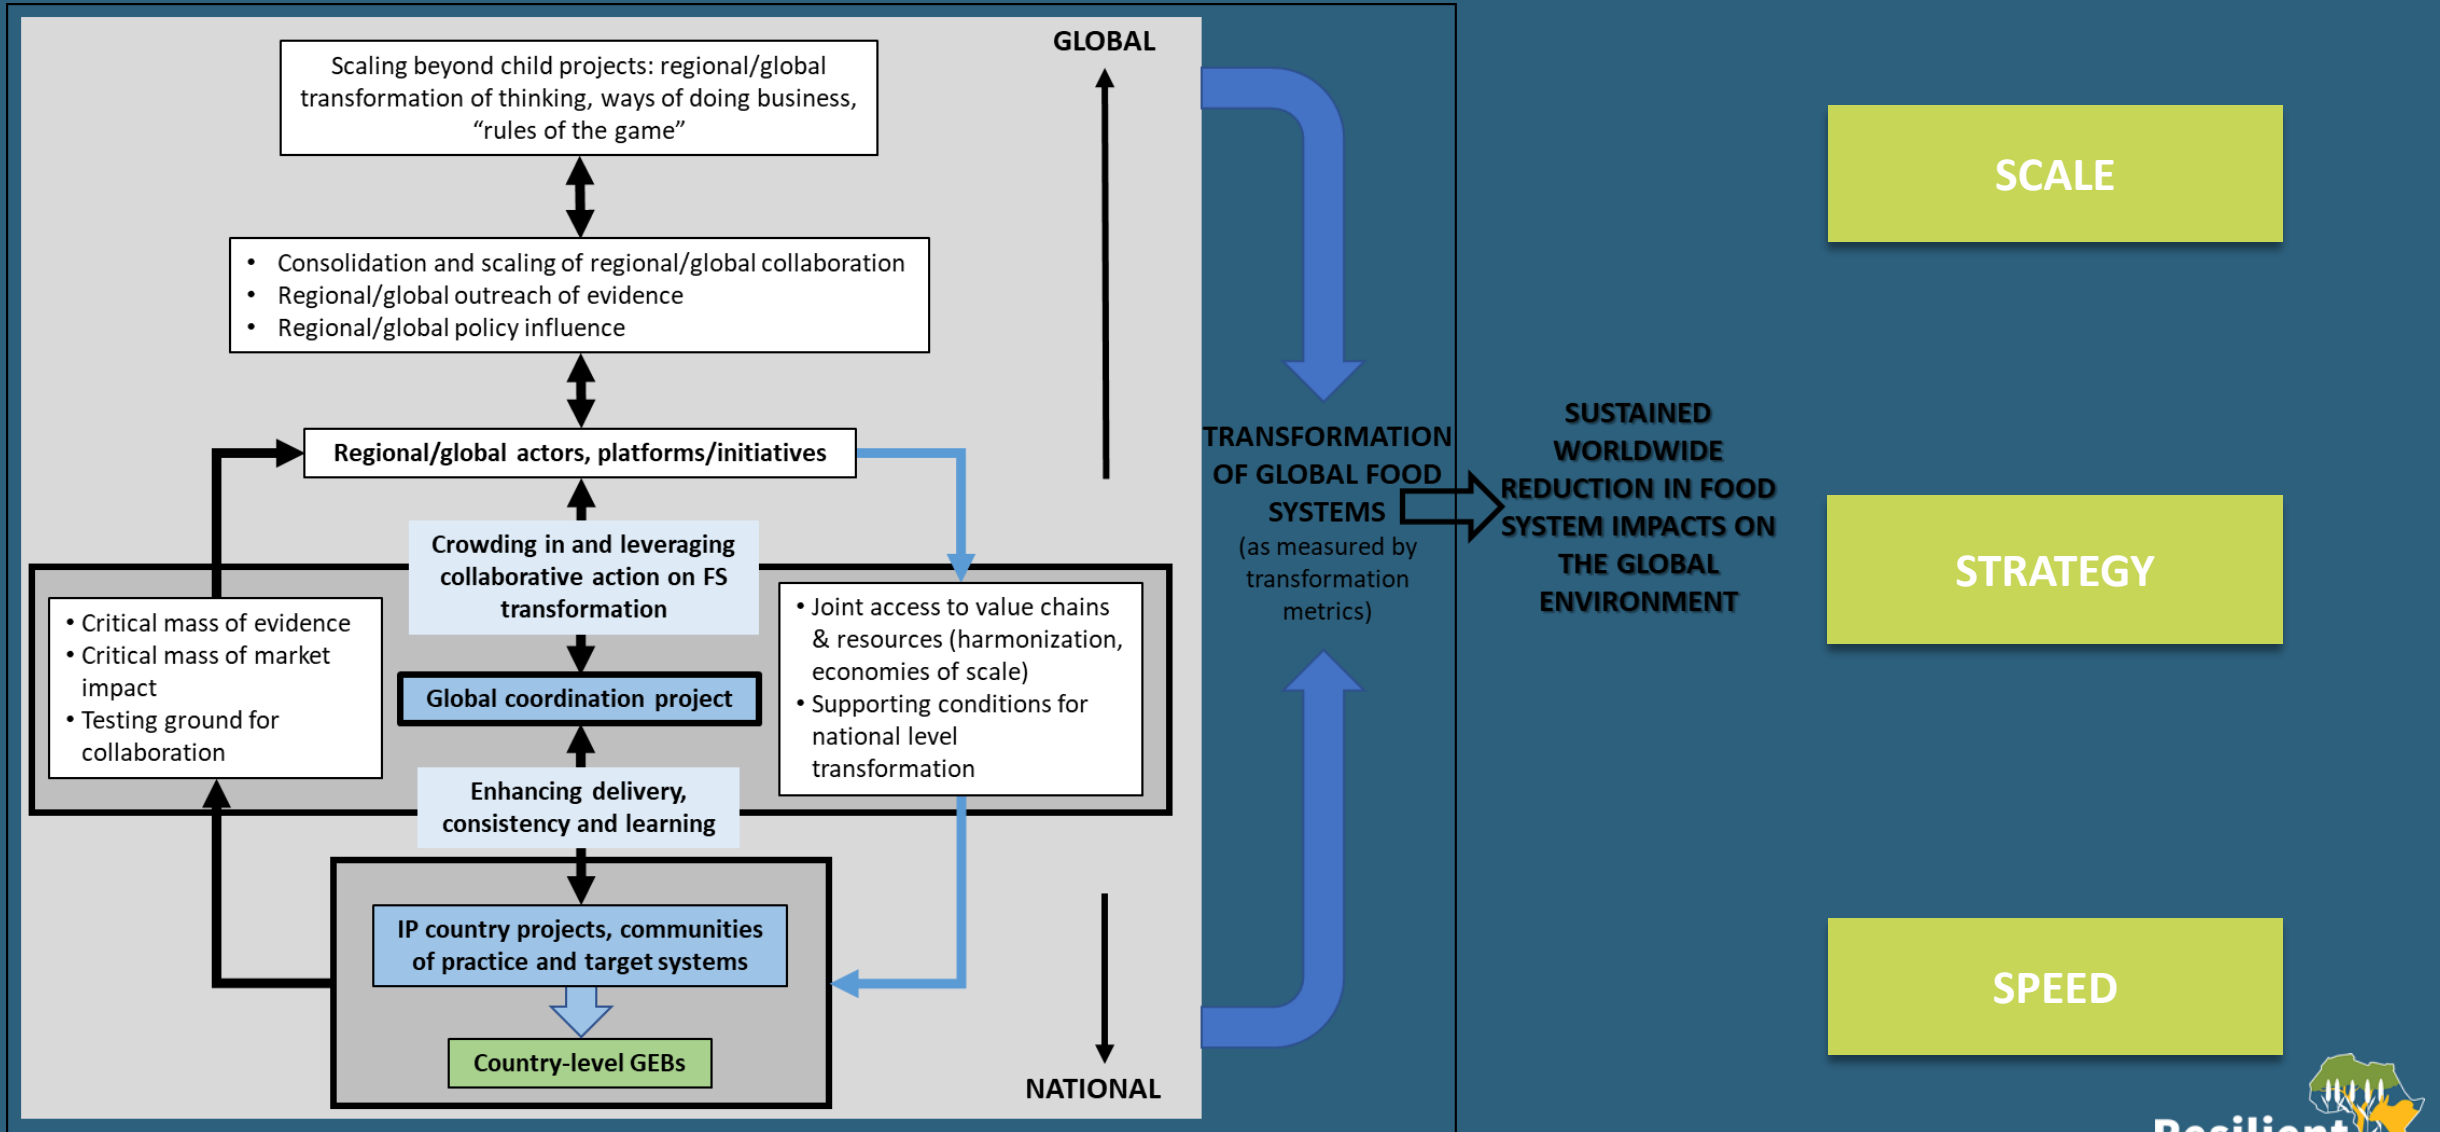 GLOBAL
Scaling beyond child projects: regional/global
transformation of thinking, ways of doing business,
“rules of the game”
• Consolidation and scaling of regional/global collaboration
• Regional/global outreach of evidence
• Regional/global policy influence
Regional/global actors, platforms/initiatives
Crowding in and leveraging
collaborative action on FS
transformation
• Critical mass of evidence
• Critical mass of market
impact
• Testing ground for
collaboration
Global coordination project
• Joint access to value chains
& resources (harmonization,
economies of scale)
• Supporting conditions for
national level
transformation
Enhancing delivery,
consistency and learning
IP country projects, communities
of practice and target systems
Country-level GEBs
NATIONAL
TRANSFORMATION
OF GLOBAL FOOD
SYSTEMS
(as measured by
transformation
metrics)
SUSTAINED
WORLDWIDE
REDUCTION IN FOOD
SYSTEM IMPACTS ON
THE GLOBAL
ENVIRONMENT
SCALE
STRATEGY
SPEED
Resilient